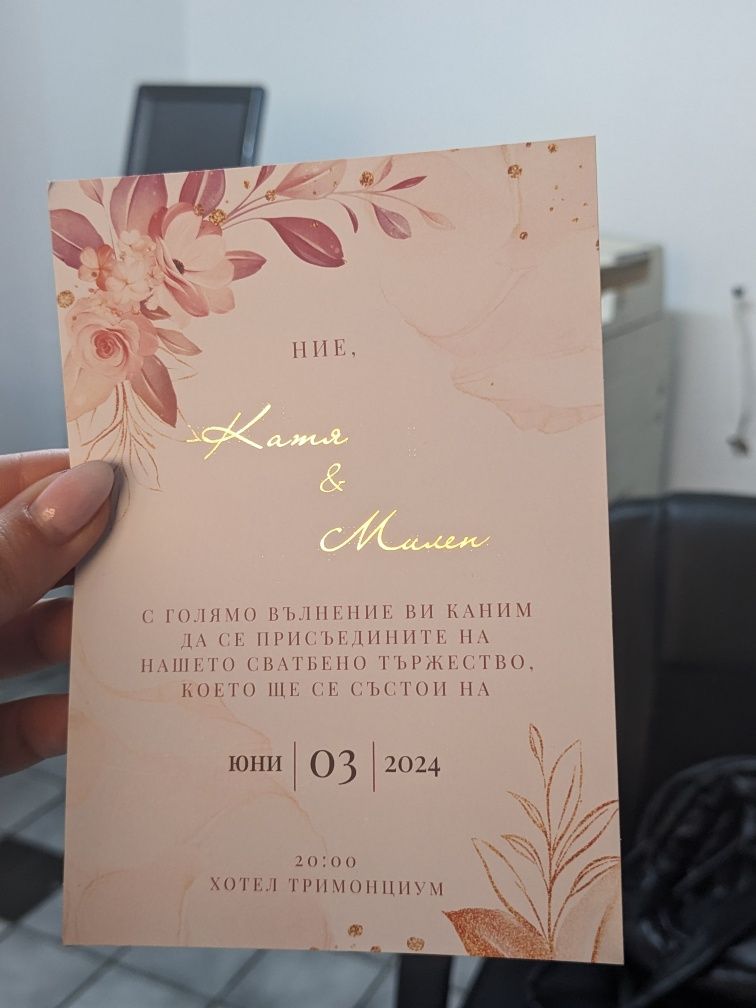 НИЕ,
Катя
&
Милен
С ГОЛЯМО ВЪЛНЕНИЕ ВИ КАНИМ
ДА СЕ ПРИСЪЕДИНИТЕ НА
НАШЕТО СВАТБЕНО ТЪРЖЕСТВО,
КОЕТО ЩЕ СЕ СЪСТОИ НА
ЮНИ 03 2024
20:00
ХОТЕЛ ТРИМОНЦИУМ